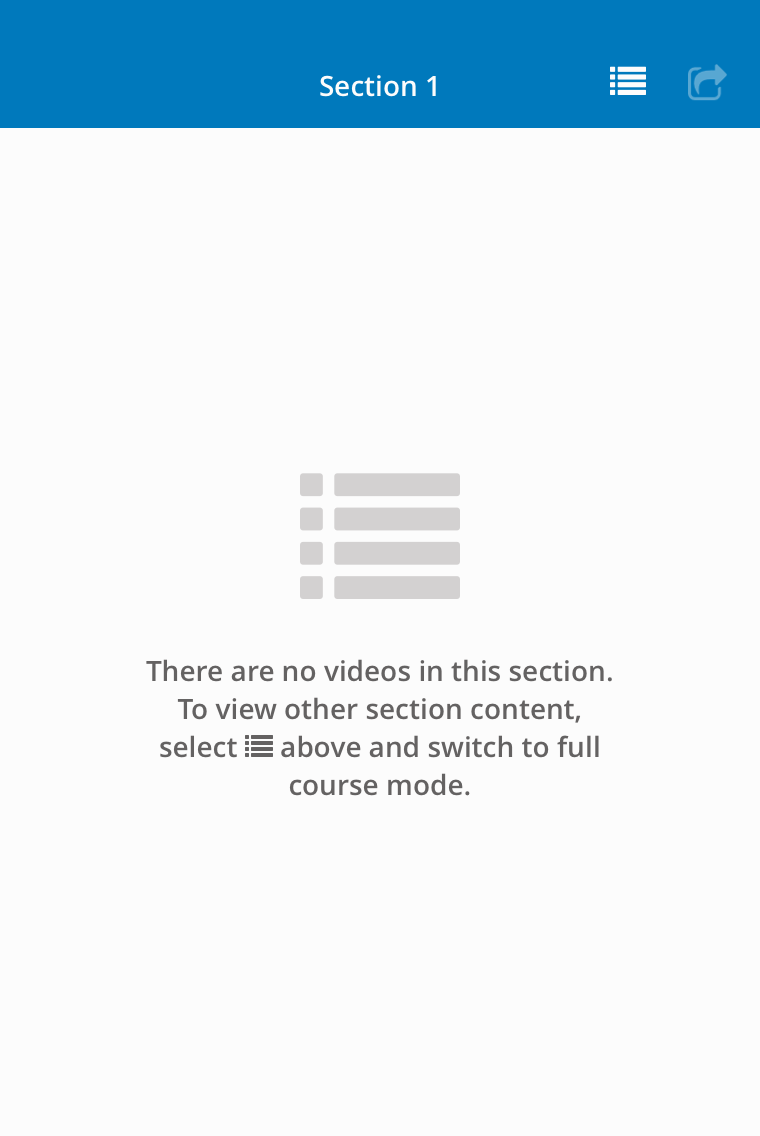 Section 1
There are no videos in this section.
To view other section content,
select above and switch to full
course mode.